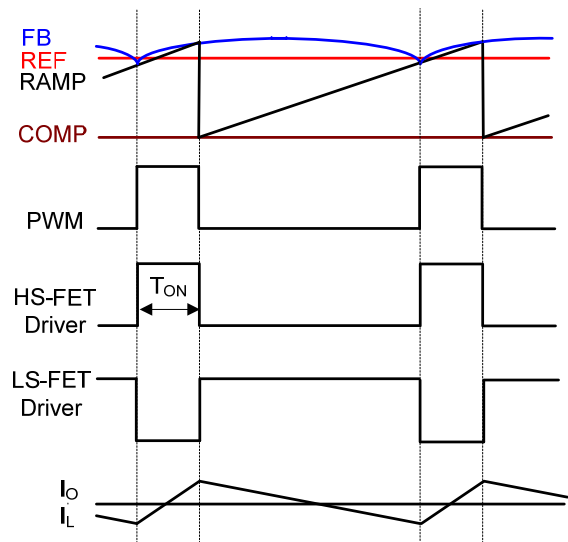 FB
REF
RAMP
COMP
PWM
HS-FET
Driver
TON
LS-FET
Driver
IO
IL